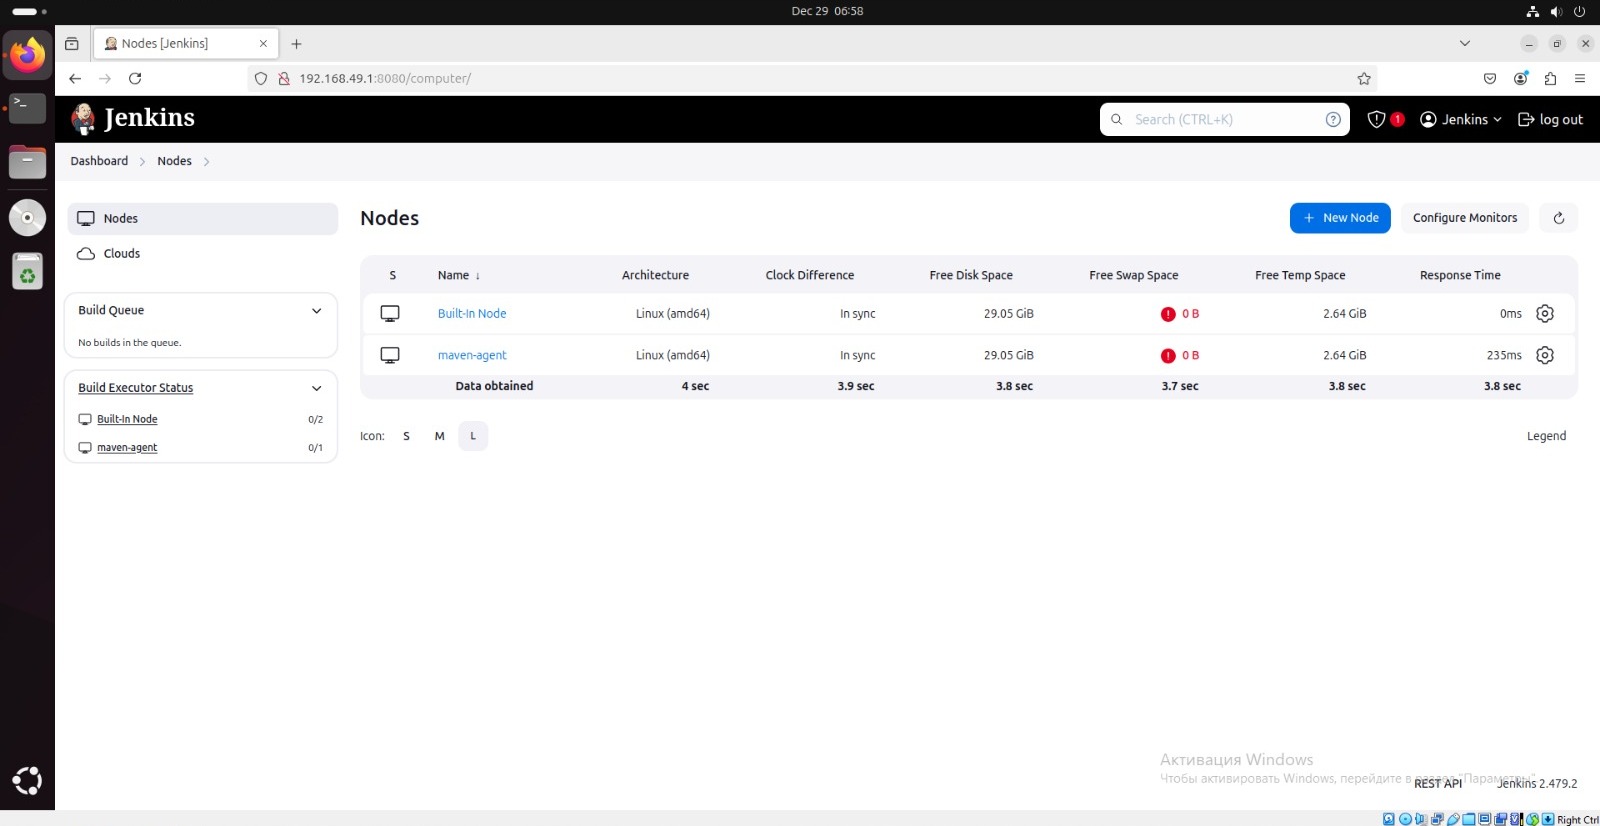 Dec 29 06:58
Nodes [Jenkins]
192.168.49.1:8080/computer/
Jenkins
Search (CTRL+K)
?
1
Jenkins
log out
Dashboard
Nodes
Nodes
Clouds
Build Queue
No builds in the queue.
Build Executor Status
Built-In Node 0/2
maven-agent 0/1
Nodes
+ New Node
Configure Monitors
S Name ↓ Architecture Clock Difference Free Disk Space Free Swap Space Free Temp Space Response Time
Built-In Node Linux (amd64) In sync 29.05 GiB ! 0 B 2.64 GiB 0ms
maven-agent Linux (amd64) In sync 29.05 GiB ! 0 B 2.64 GiB 235ms
Data obtained 4 sec 3.9 sec 3.8 sec 3.7 sec 3.8 sec 3.8 sec
Icon: S M L
Legend
Активация Windows
Чтобы активировать Windows, перейдите в раздел "Параметры".
REST API
Jenkins 2.479.2
Right Ctrl